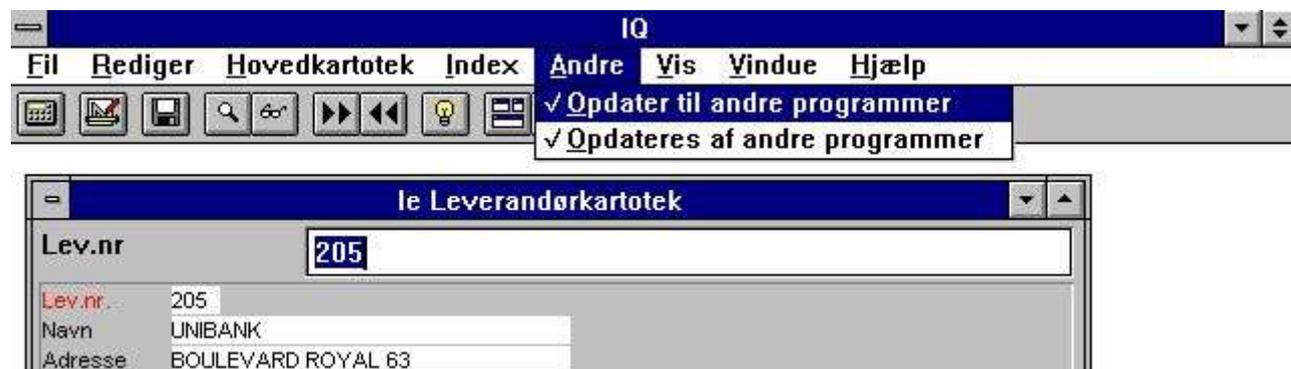 IQ
Fil Rediger Hovedkartotek Index Andre Vis Vindue Hjælp
√ Opdater til andre programmer
√ Opdateres af andre programmer
le Leverandørkartotek
Lev.nr 205
Lev.nr. 205
Navn UNIBANK
Adresse BOULEVARD ROYAL 63